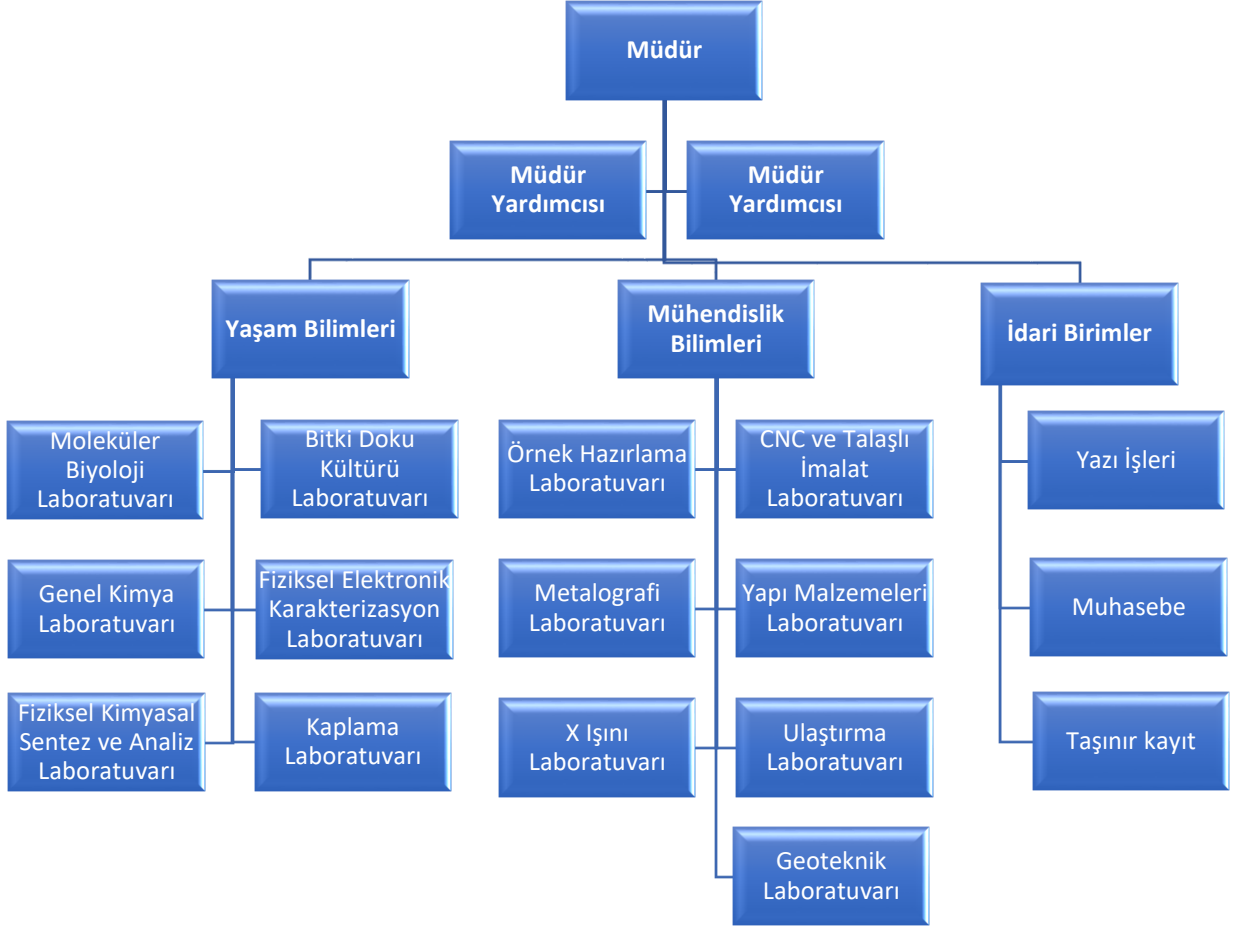 Müdür
Müdür
Yardımcısı
Müdür
Yardımcısı
Yaşam Bilimleri
Mühendislik
Bilimleri
İdari Birimler
Moleküler
Biyoloji
Laboratuvarı
Bitki Doku
Kültürü
Laboratuvarı
Örnek Hazırlama
Laboratuvarı
CNC ve Talaşlı
İmalat
Laboratuvarı
Yazı İşleri
Genel Kimya
Laboratuvarı
Fiziksel Elektronik
Karakterizasyon
Laboratuvarı
Metalografi
Laboratuvarı
Yapı Malzemeleri
Laboratuvarı
Muhasebe
Fiziksel Kimyasal
Sentez ve Analiz
Laboratuvarı
Kaplama
Laboratuvarı
X Işını
Laboratuvarı
Ulaştırma
Laboratuvarı
Taşınır kayıt
Geoteknik
Laboratuvarı